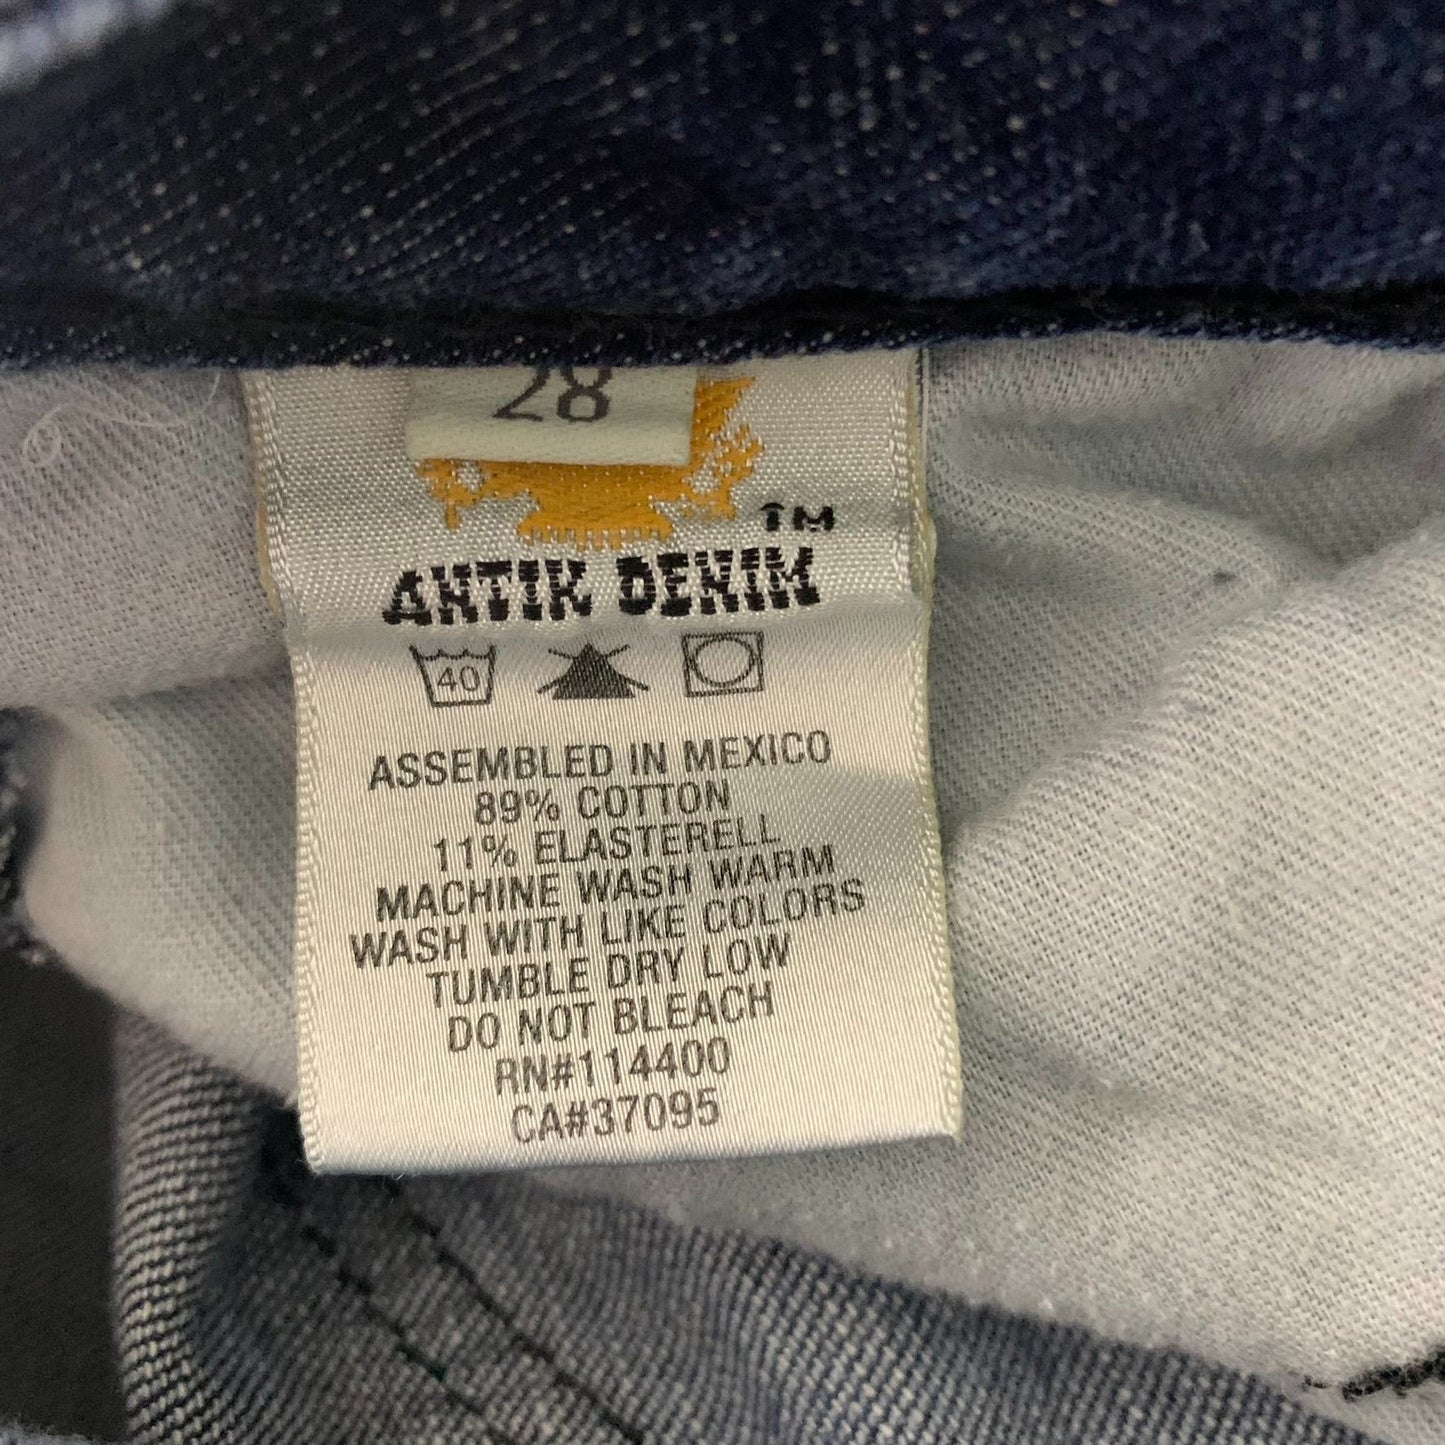 28
TM
ANTIK DENIM
40
ASSEMBLED IN MEXICO
89% COTTON
11% ELASTERELL
MACHINE WASH WARM
WASH WITH LIKE COLORS
TUMBLE DRY LOW
DO NOT BLEACH
RN#114400
CA#37095